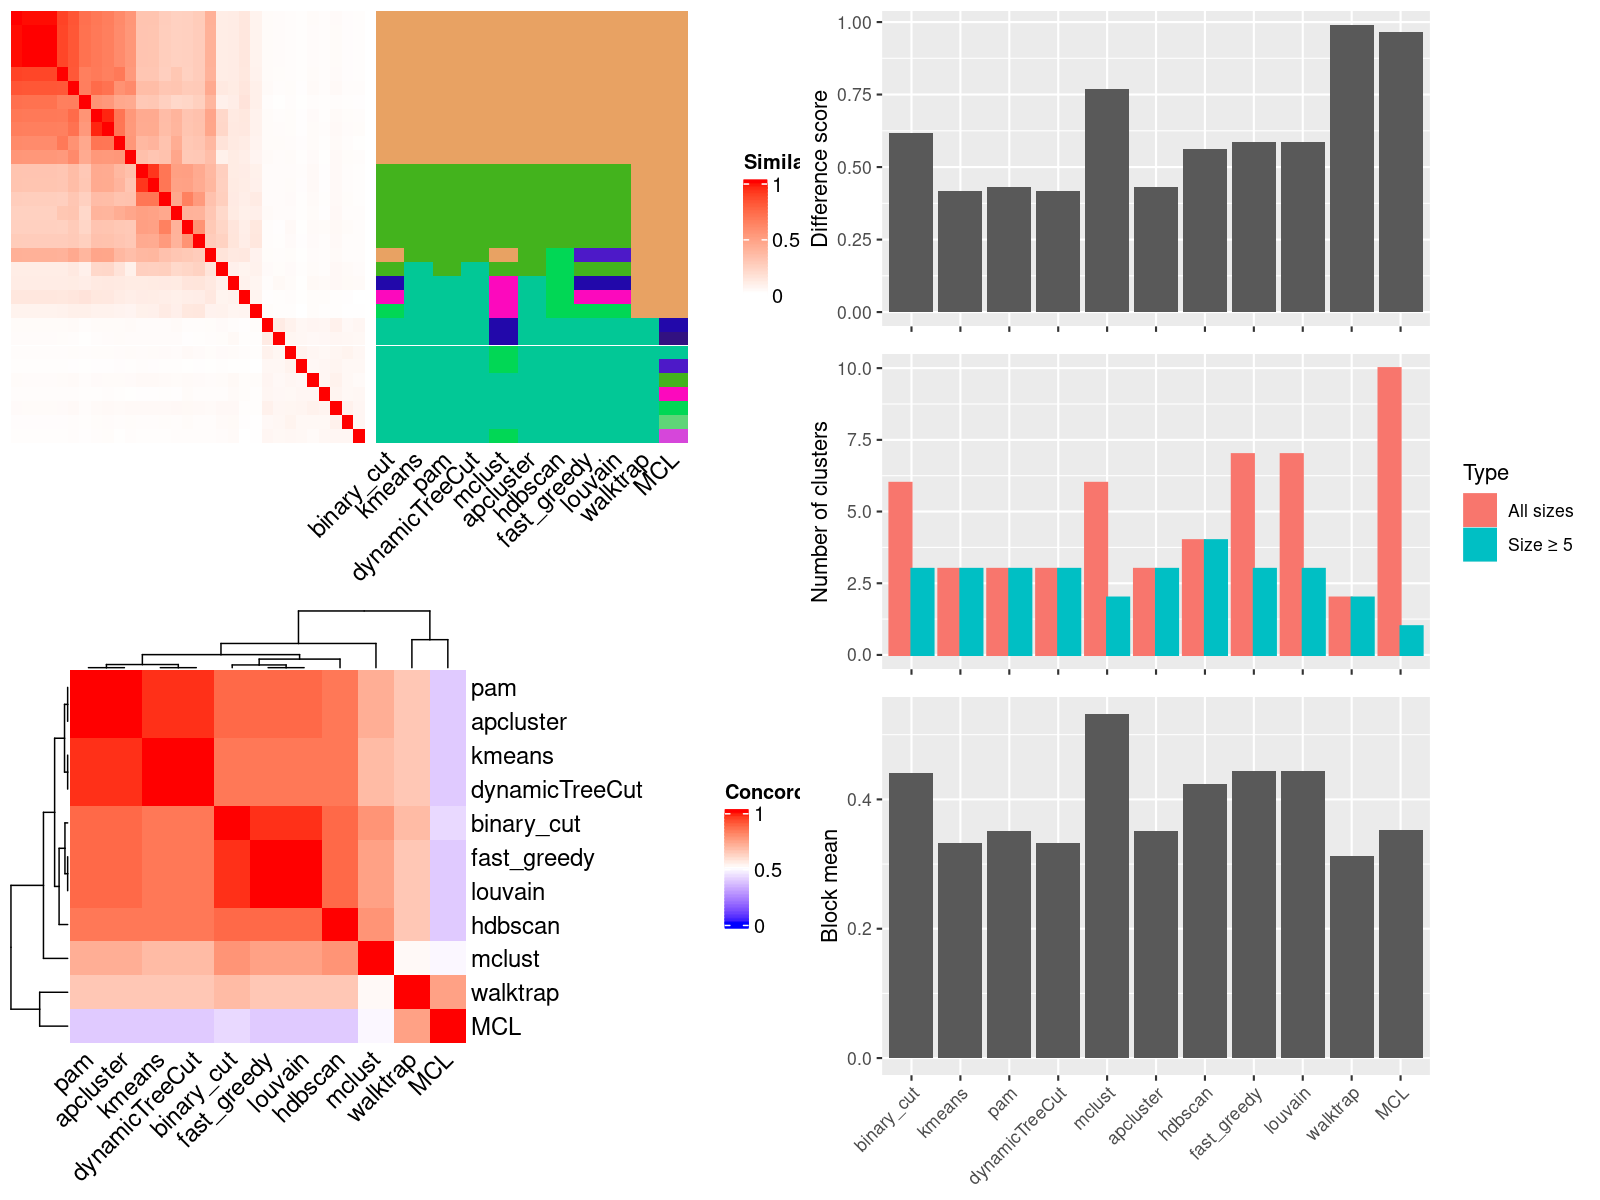 Simila
1
0.5
0
binary_cut
kmeans
pam
dynamicTreeCut
mclust
apcluster
hdbscan
fast_greedy
louvain
walktrap
MCL
pam
apcluster
kmeans
dynamicTreeCut
binary_cut
fast_greedy
louvain
hdbscan
mclust
walktrap
MCL
Concord
1
0.5
0
pam
apcluster
kmeans
dynamicTreeCut
binary_cut
fast_greedy
louvain
hdbscan
mclust
walktrap
MCL
Difference score
1.00
0.75
0.50
0.25
0.00
Number of clusters
10.0
7.5
5.0
2.5
0.0
Type
All sizes
Size ≥ 5
Block mean
0.4
0.2
0.0
binary_cut
kmeans
pam
dynamicTreeCut
mclust
apcluster
hdbscan
fast_greedy
louvain
walktrap
MCL